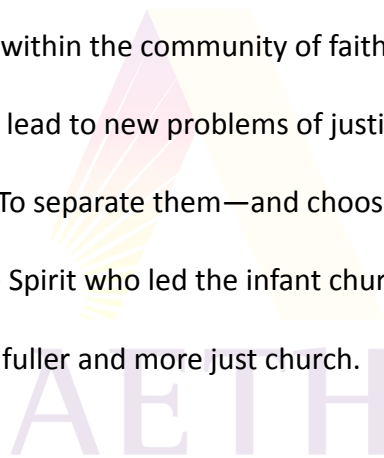 within the community of faith
lead to new problems of justi
To separate them—and choos
Spirit who led the infant chur
fuller and more just church.
AETH